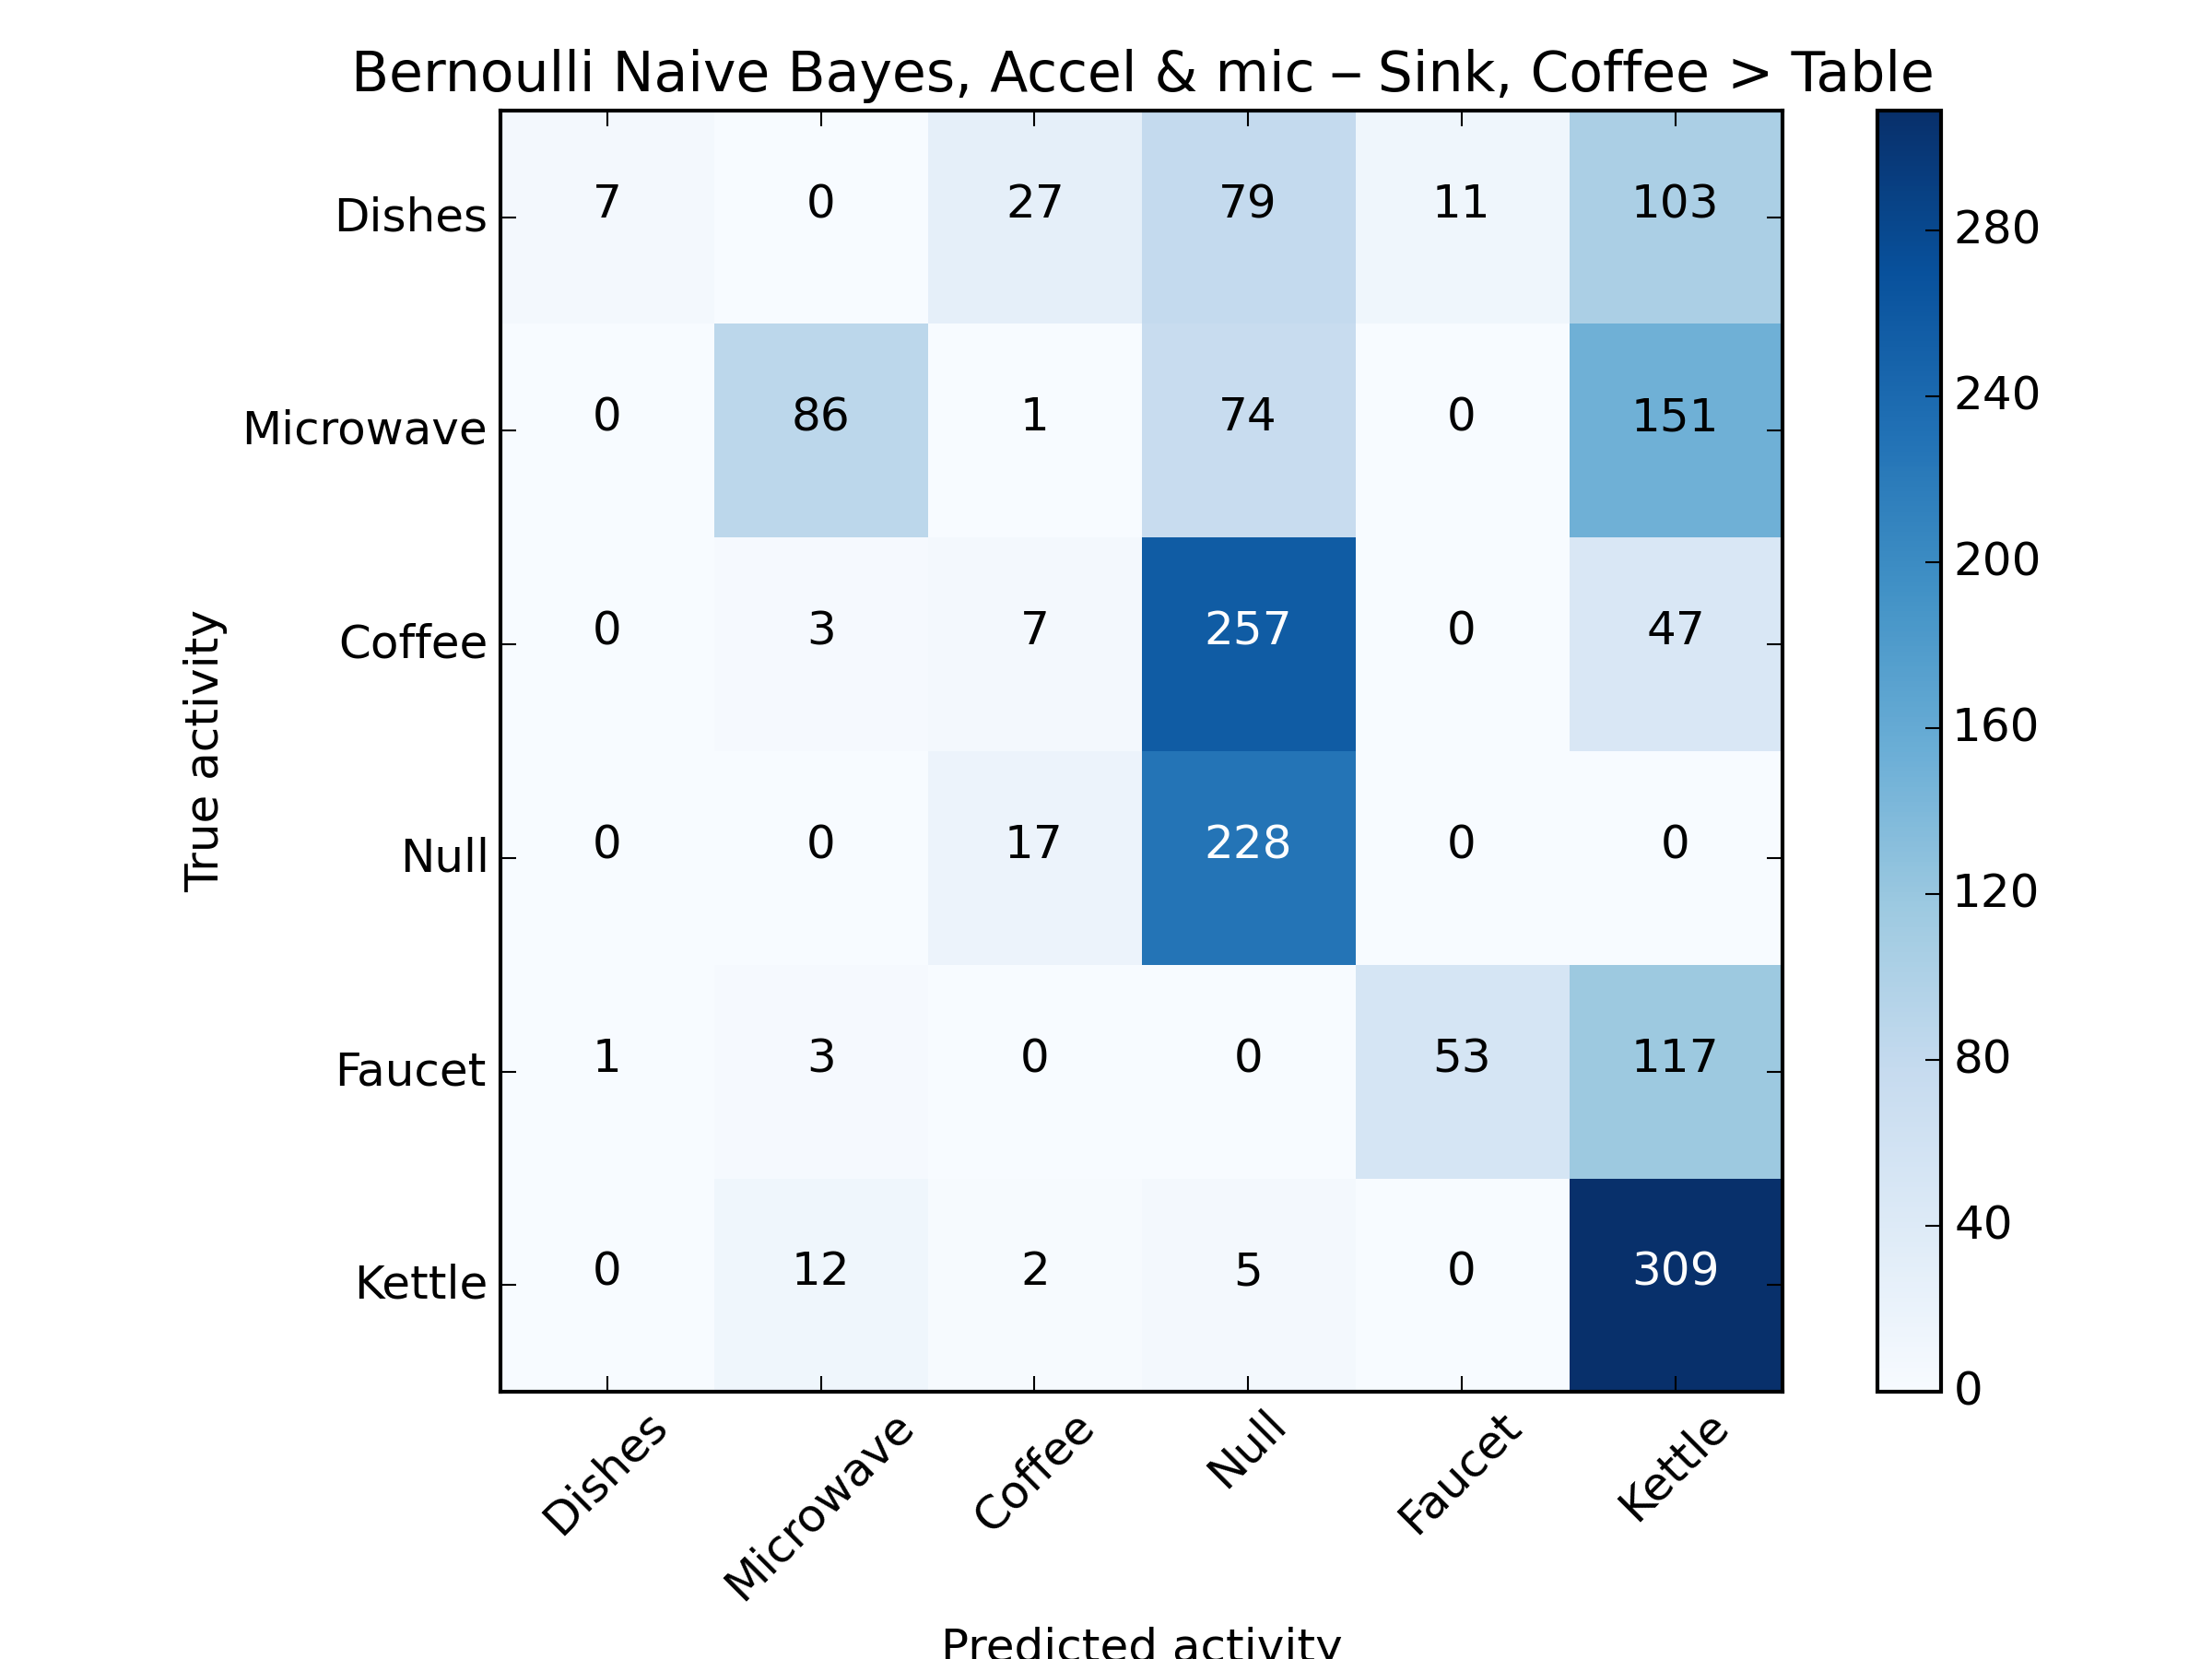 Bernoulli Naive Bayes, Accel & mic – Sink, Coffee > Table
Dishes 7 0 27 79 11 103
Microwave 0 86 1 74 0 151
Coffee 0 3 7 257 0 47
Null 0 0 17 228 0 0
Faucet 1 3 0 0 53 117
Kettle 0 12 2 5 0 309
True activity
Dishes Microwave Coffee Null Faucet Kettle
Predicted activity
280
240
200
160
120
80
40
0